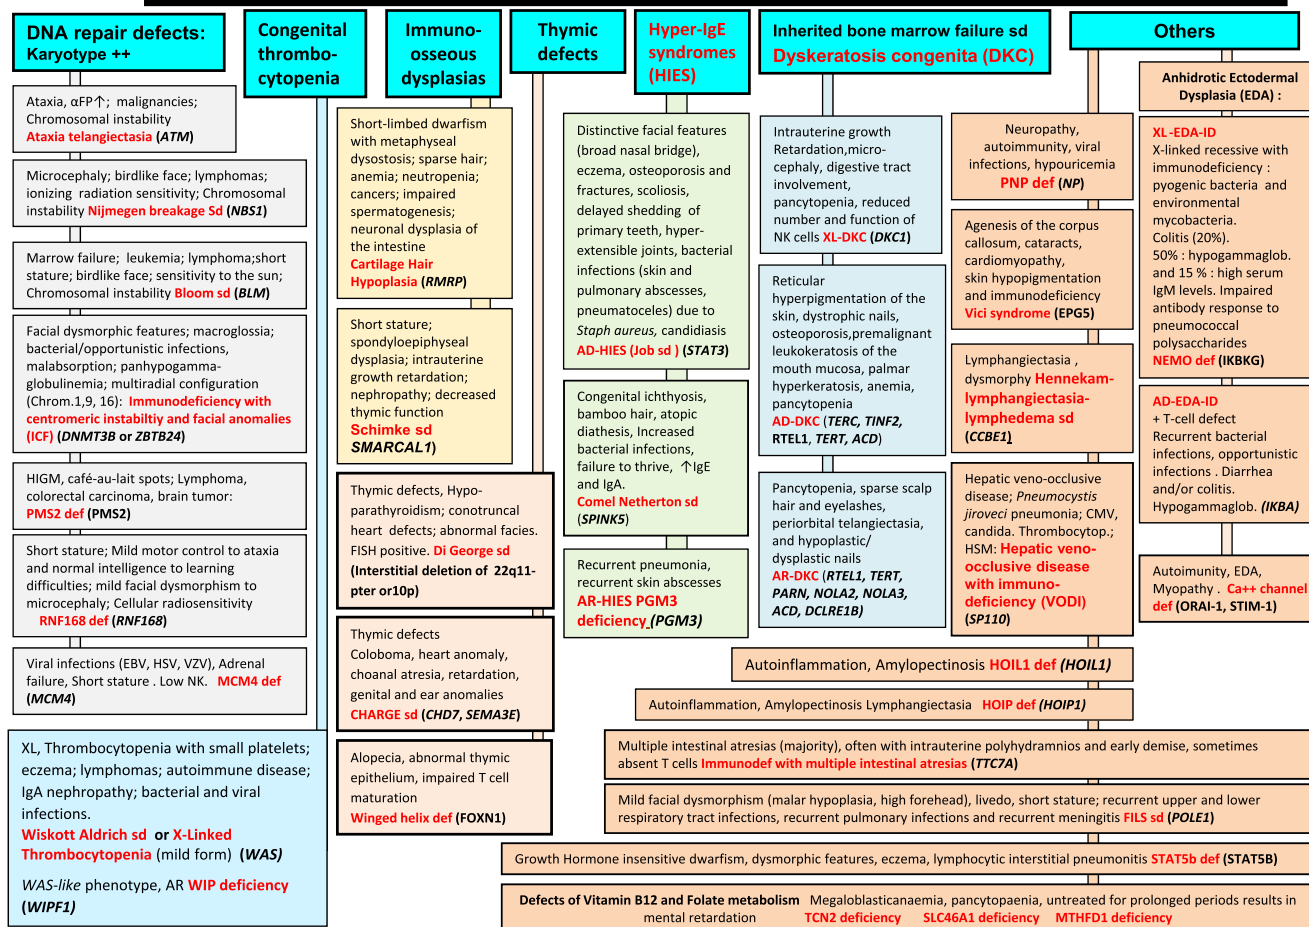 DNA repair defects:
Karyotype ++
Ataxia, αFP↑; malignancies;
Chromosomal instability
Ataxia telangiectasia (ATM)
Microcephaly; birdlike face; lymphomas;
ionizing radiation sensitivity; Chromosomal
instability Nijmegen breakage Sd (NBS1)
Marrow failure; leukemia; lymphoma;short
stature; birdlike face; sensitivity to the sun;
Chromosomal instability Bloom sd (BLM)
Facial dysmorphic features; macroglossia;
bacterial/opportunistic infections,
malabsorption; panhypogamma-
globulinemia; multiradial configuration
(Chrom.1,9, 16): Immunodeficiency with
centromeric instabiltiy and facial anomalies
(ICF) (DNMT3B or ZBTB24)
HIGM, café-au-lait spots; Lymphoma,
colorectal carcinoma, brain tumor:
PMS2 def (PMS2)
Short stature; Mild motor control to ataxia
and normal intelligence to learning
difficulties; mild facial dysmorphism to
microcephaly; Cellular radiosensitivity
RNF168 def (RNF168)
Viral infections (EBV, HSV, VZV), Adrenal
failure, Short stature . Low NK. MCM4 def
(MCM4)
Congenital
thrombo-
cytopenia
XL, Thrombocytopenia with small platelets;
eczema; lymphomas; autoimmune disease;
IgA nephropathy; bacterial and viral
infections.
Wiskott Aldrich sd or X-Linked
Thrombocytopenia (mild form) (WAS)
WAS-like phenotype, AR WIP deficiency
(WIPF1)
Immuno-
osseous
dysplasias
Short-limbed dwarfism
with metaphyseal
dysostosis; sparse hair;
anemia; neutropenia;
cancers; impaired
spermatogenesis;
neuronal dysplasia of
the intestine
Cartilage Hair
Hypoplasia (RMRP)
Short stature;
spondyloepiphyseal
dysplasia; intrauterine
growth retardation;
nephropathy; decreased
thymic function
Schimke sd
SMARCAL1)
Thymic
defects
Thymic defects, Hypo-
parathyroidism; conotruncal
heart defects; abnormal facies.
FISH positive. Di George sd
(Interstitial deletion of 22q11-
pter or10p)
Thymic defects
Coloboma, heart anomaly,
choanal atresia, retardation,
genital and ear anomalies
CHARGE sd (CHD7, SEMA3E)
Alopecia, abnormal thymic
epithelium, impaired T cell
maturation
Winged helix def (FOXN1)
Hyper-IgE
syndromes
(HIES)
Distinctive facial features
(broad nasal bridge),
eczema, osteoporosis and
fractures, scoliosis,
delayed shedding of
primary teeth, hyper-
extensible joints, bacterial
infections (skin and
pulmonary abscesses,
pneumatoceles) due to
Staph aureus, candidiasis
AD-HIES (Job sd ) (STAT3)
Congenital ichthyosis,
bamboo hair, atopic
diathesis, Increased
bacterial infections,
failure to thrive, ↑IgE
and IgA.
Comel Netherton sd
(SPINK5)
Recurrent pneumonia,
recurrent skin abscesses
AR-HIES PGM3
deficiency (PGM3)
Inherited bone marrow failure sd
Dyskeratosis congenita (DKC)
Intrauterine growth
Retardation,micro-
cephaly, digestive tract
involvement,
pancytopenia, reduced
number and function of
NK cells XL-DKC (DKC1)
Reticular
hyperpigmentation of the
skin, dystrophic nails,
osteoporosis,premalignant
leukokeratosis of the
mouth mucosa, palmar
hyperkeratosis, anemia,
pancytopenia
AD-DKC (TERC, TINF2,
RTEL1, TERT, ACD)
Pancytopenia, sparse scalp
hair and eyelashes,
periorbital telangiectasia,
and hypoplastic/
dysplastic nails
AR-DKC (RTEL1, TERT,
PARN, NOLA2, NOLA3,
ACD, DCLRE1B)
Others
Neuropathy,
autoimmunity, viral
infections, hypouricemia
PNP def (NP)
Agenesis of the corpus
callosum, cataracts,
cardiomyopathy,
skin hypopigmentation
and immunodeficiency
Vici syndrome (EPG5)
Lymphangiectasia ,
dysmorphy Hennekam-
lymphangiectasia-
lymphedema sd
(CCBE1)
Hepatic veno-occlusive
disease; Pneumocystis
jiroveci pneumonia; CMV,
candida. Thrombocytop.;
HSM: Hepatic veno-
occlusive disease
with immuno-
deficiency (VODI)
(SP110)
Anhidrotic Ectodermal
Dysplasia (EDA) :
XL-EDA-ID
X-linked recessive with
immunodeficiency :
pyogenic bacteria and
environmental
mycobacteria.
Colitis (20%).
50% : hypogammaglob.
and 15 % : high serum
IgM levels. Impaired
antibody response to
pneumococcal
polysaccharides
NEMO def (IKBKG)
AD-EDA-ID
+ T-cell defect
Recurrent bacterial
infections, opportunistic
infections . Diarrhea
and/or colitis.
Hypogammaglob. (IKBA)
Autoimunity, EDA,
Myopathy . Ca++ channel
def (ORAI-1, STIM-1)
Autoinflammation, Amylopectinosis HOIL1 def (HOIL1)
Autoinflammation, Amylopectinosis Lymphangiectasia HOIP def (HOIP1)
Multiple intestinal atresias (majority), often with intrauterine polyhydramnios and early demise, sometimes
absent T cells Immunodef with multiple intestinal atresias (TTC7A)
Mild facial dysmorphism (malar hypoplasia, high forehead), livedo, short stature; recurrent upper and lower
respiratory tract infections, recurrent pulmonary infections and recurrent meningitis FILS sd (POLE1)
Growth Hormone insensitive dwarfism, dysmorphic features, eczema, lymphocytic interstitial pneumonitis STAT5b def (STAT5B)
Defects of Vitamin B12 and Folate metabolism Megaloblasticanaemia, pancytopaenia, untreated for prolonged periods results in
mental retardation TCN2 deficiency SLC46A1 deficiency MTHFD1 deficiency